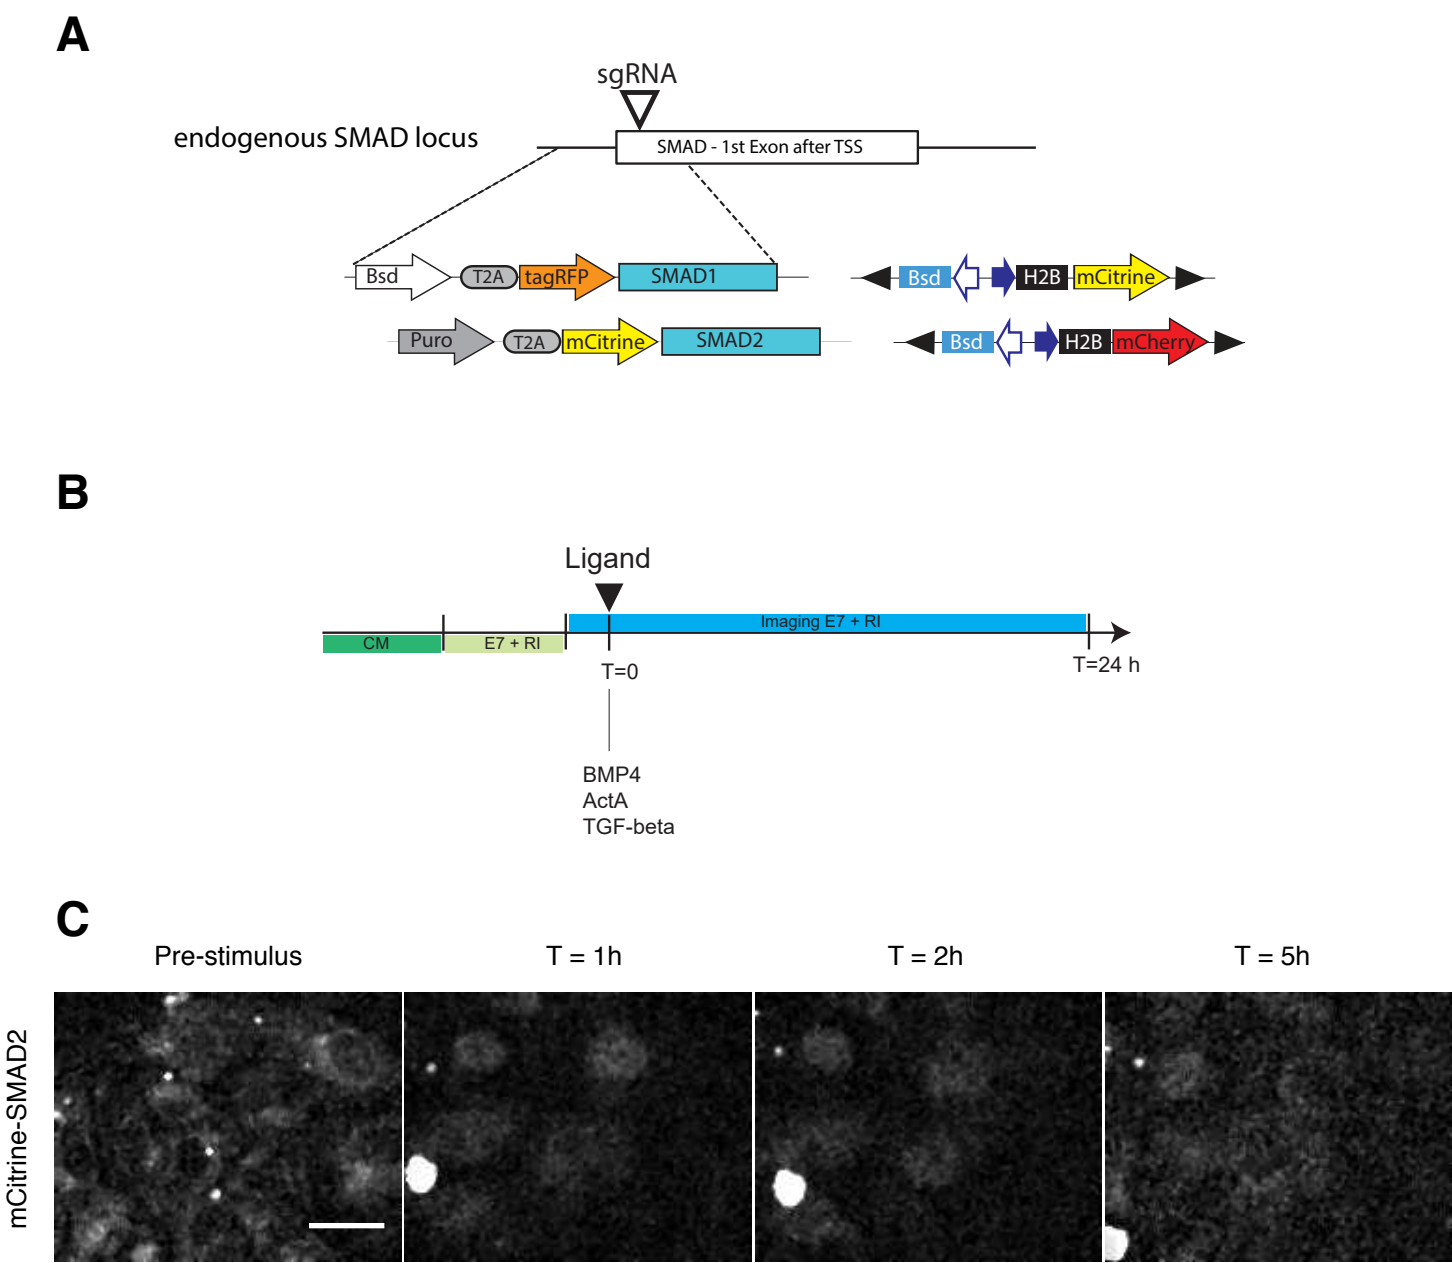 A
sgRNA
endogenous SMAD locus
SMAD - 1st Exon after TSS
Bsd T2A tagRFP SMAD1 Bsd H2B mCitrine
Puro T2A mCitrine SMAD2 Bsd H2B mCherry
B
Ligand
Imaging E7 + RI
CM E7 + RI
T=0 T=24 h
BMP4
ActA
TGF-beta
C
Pre-stimulus T = 1h T = 2h T = 5h
mCitrine-SMAD2